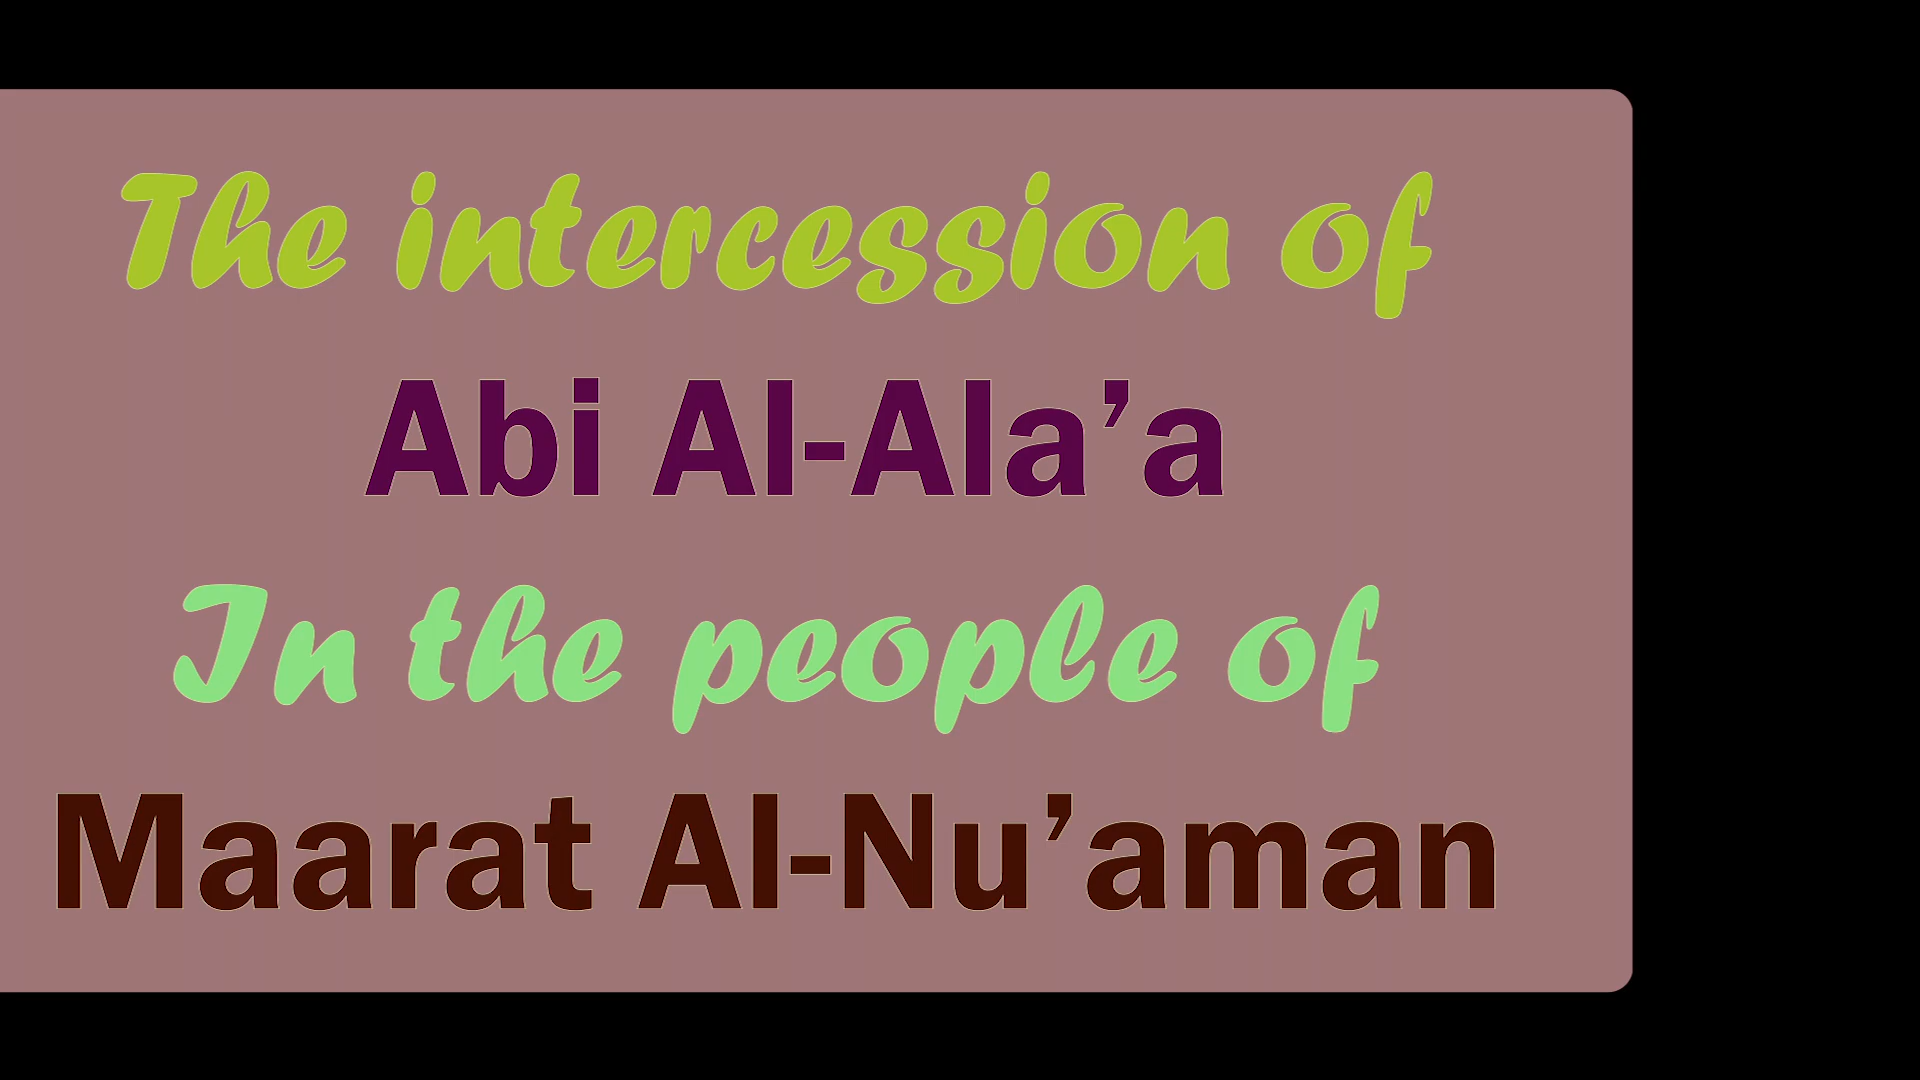 The intercession of
Abi Al-Ala’a
In the people of
Maarat Al-Nu’aman